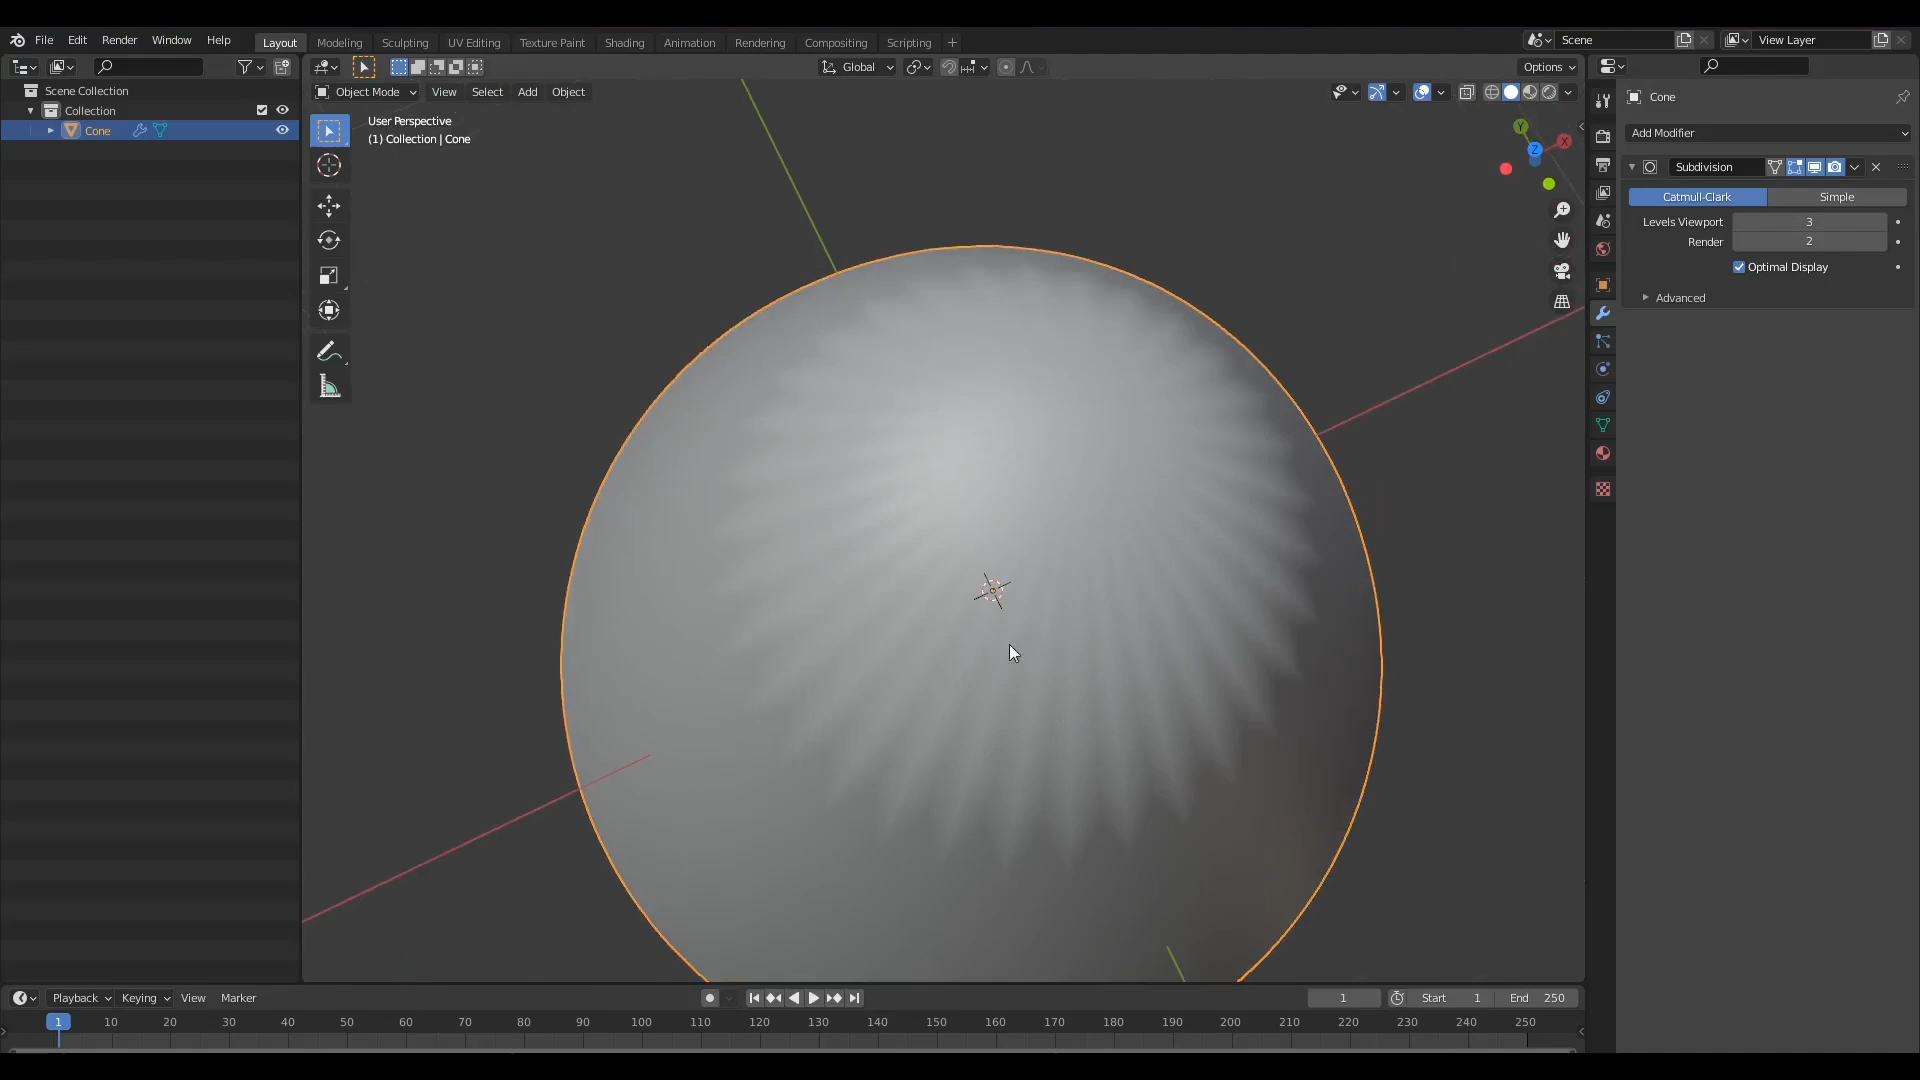 File Edit Render Window Help Layout Modeling Sculpting UV Editing Texture Paint Shading Animation Rendering Compositing Scripting + Scene View Layer
Global Options
Object Mode View Select Add Object
Scene Collection
Collection
Cone
User Perspective
(1) Collection | Cone
Y X Z
Cone
Add Modifier
Subdivision
Catmull-Clark Simple
Levels Viewport 3
Render 2
Optimal Display
Advanced
Playback Keying View Marker 1 Start 1 End 250
1 10 20 30 40 50 60 70 80 90 100 110 120 130 140 150 160 170 180 190 200 210 220 230 240 250